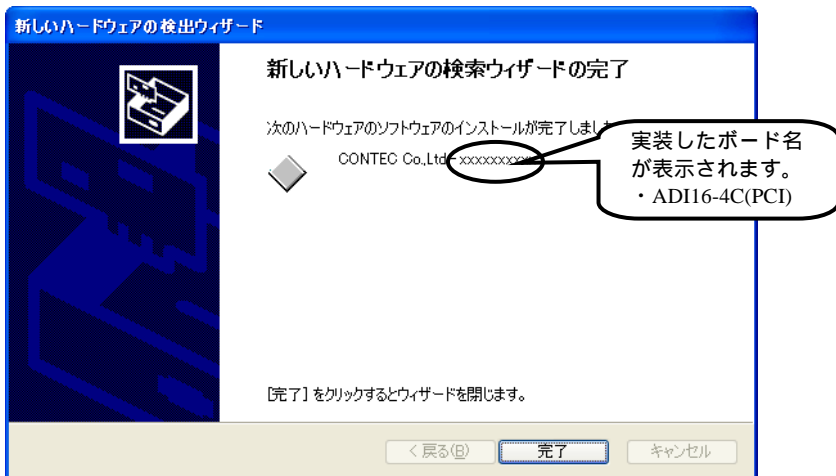 新しいハードウェアの検出ウィザード
新しいハードウェアの検索ウィザードの完了
次のハードウェアのソフトウェアのインストールが完了しました
CONTEC Co.,Ltd- xxxxxxxxxx
実装したボード名
が表示されます。
・ADI16-4C(PCI)
[完了] をクリックするとウィザードを閉じます。
< 戻る(B)
完了
キャンセル